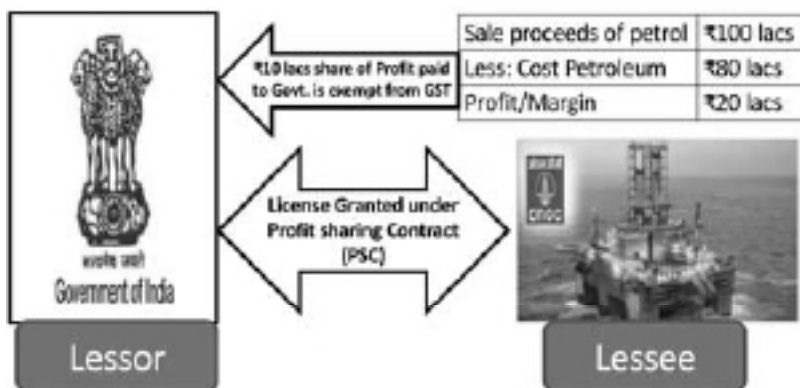 Sale proceeds of petrol ₹100 lacs
Less: Cost Petroleum ₹80 lacs
Profit/Margin ₹20 lacs
₹10 lacs share of Profit paid
to Govt. is exempt from GST
License Granted under
Profit sharing Contract
(PSC)
सत्यमेव जयते
Government of India
ONGC
Lessor
Lessee